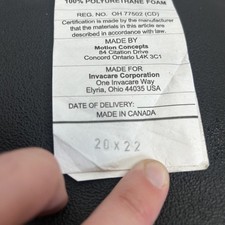 100% POLYURETHANE FOAM
REG. NO. OH 77502 (CD)
Certification is made by the manufacturer
that the materials in this article are
described in accordance with law.
MADE BY
Motion Concepts
84 Citation Drive
Concord Ontario L4K 3C1
MADE FOR
Invacare Corporation
One Invacare Way
Elyria, Ohio 44035 USA
DATE OF DELIVERY:
MADE IN CANADA
20 X 22